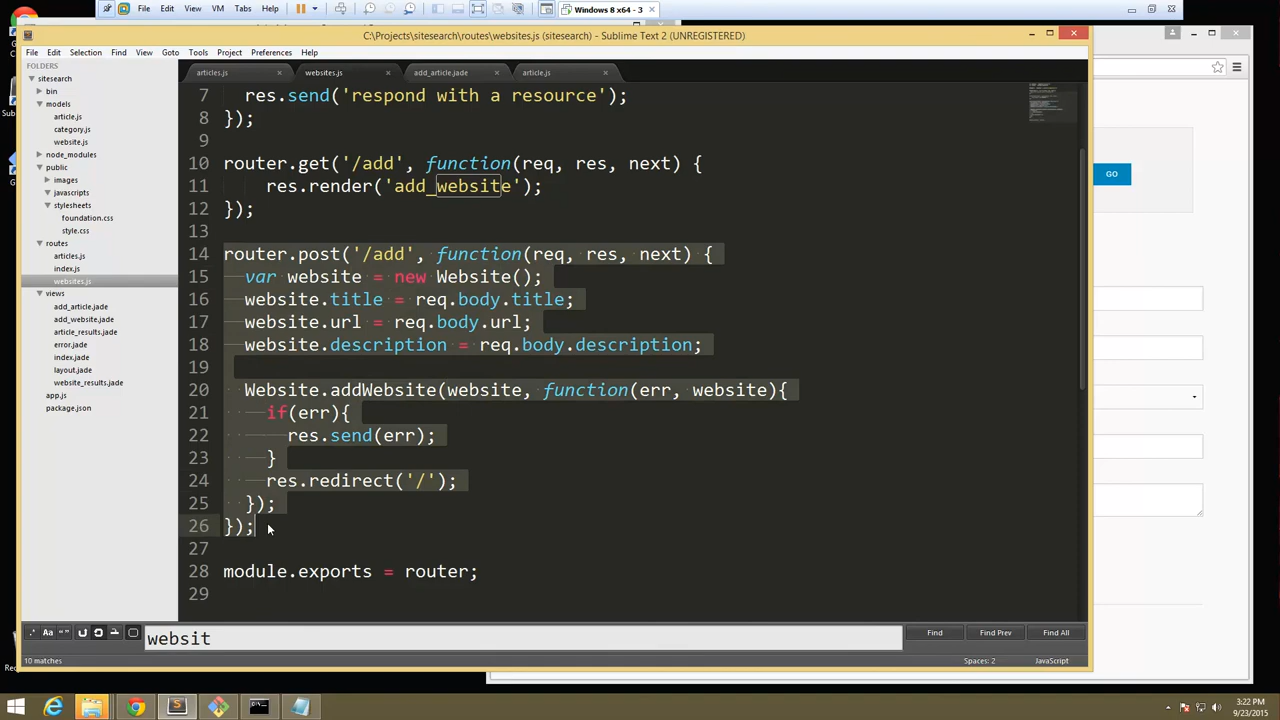 File Edit View VM Tabs Help
Windows 8 x64 - 3
C:\Projects\sitesearch\routes\websites.js (sitesearch) - Sublime Text 2 (UNREGISTERED)
File Edit Selection Find View Goto Tools Project Preferences Help
FOLDERS
sitesearch
bin
models
article.js
category.js
website.js
node_modules
public
images
javascripts
stylesheets
foundation.css
style.css
routes
articles.js
index.js
websites.js
views
add_article.jade
add_website.jade
article_results.jade
error.jade
index.jade
layout.jade
website_results.jade
app.js
package.json
articles.js websites.js add_article.jade article.js
7 res.send('respond with a resource');
8 });
9
10 router.get('/add', function(req, res, next) {
11 res.render('add_website');
12 });
13
14 router.post('/add', function(req, res, next) {
15 var website = new Website();
16 website.title = req.body.title;
17 website.url = req.body.url;
18 website.description = req.body.description;
19
20 Website.addWebsite(website, function(err, website){
21 if(err){
22 res.send(err);
23 }
24 res.redirect('/');
25 });
26 });
27
28 module.exports = router;
29
GO
Aa
websit
Find Find Prev Find All
10 matches
Spaces: 2 JavaScript
3:22 PM
9/23/2015